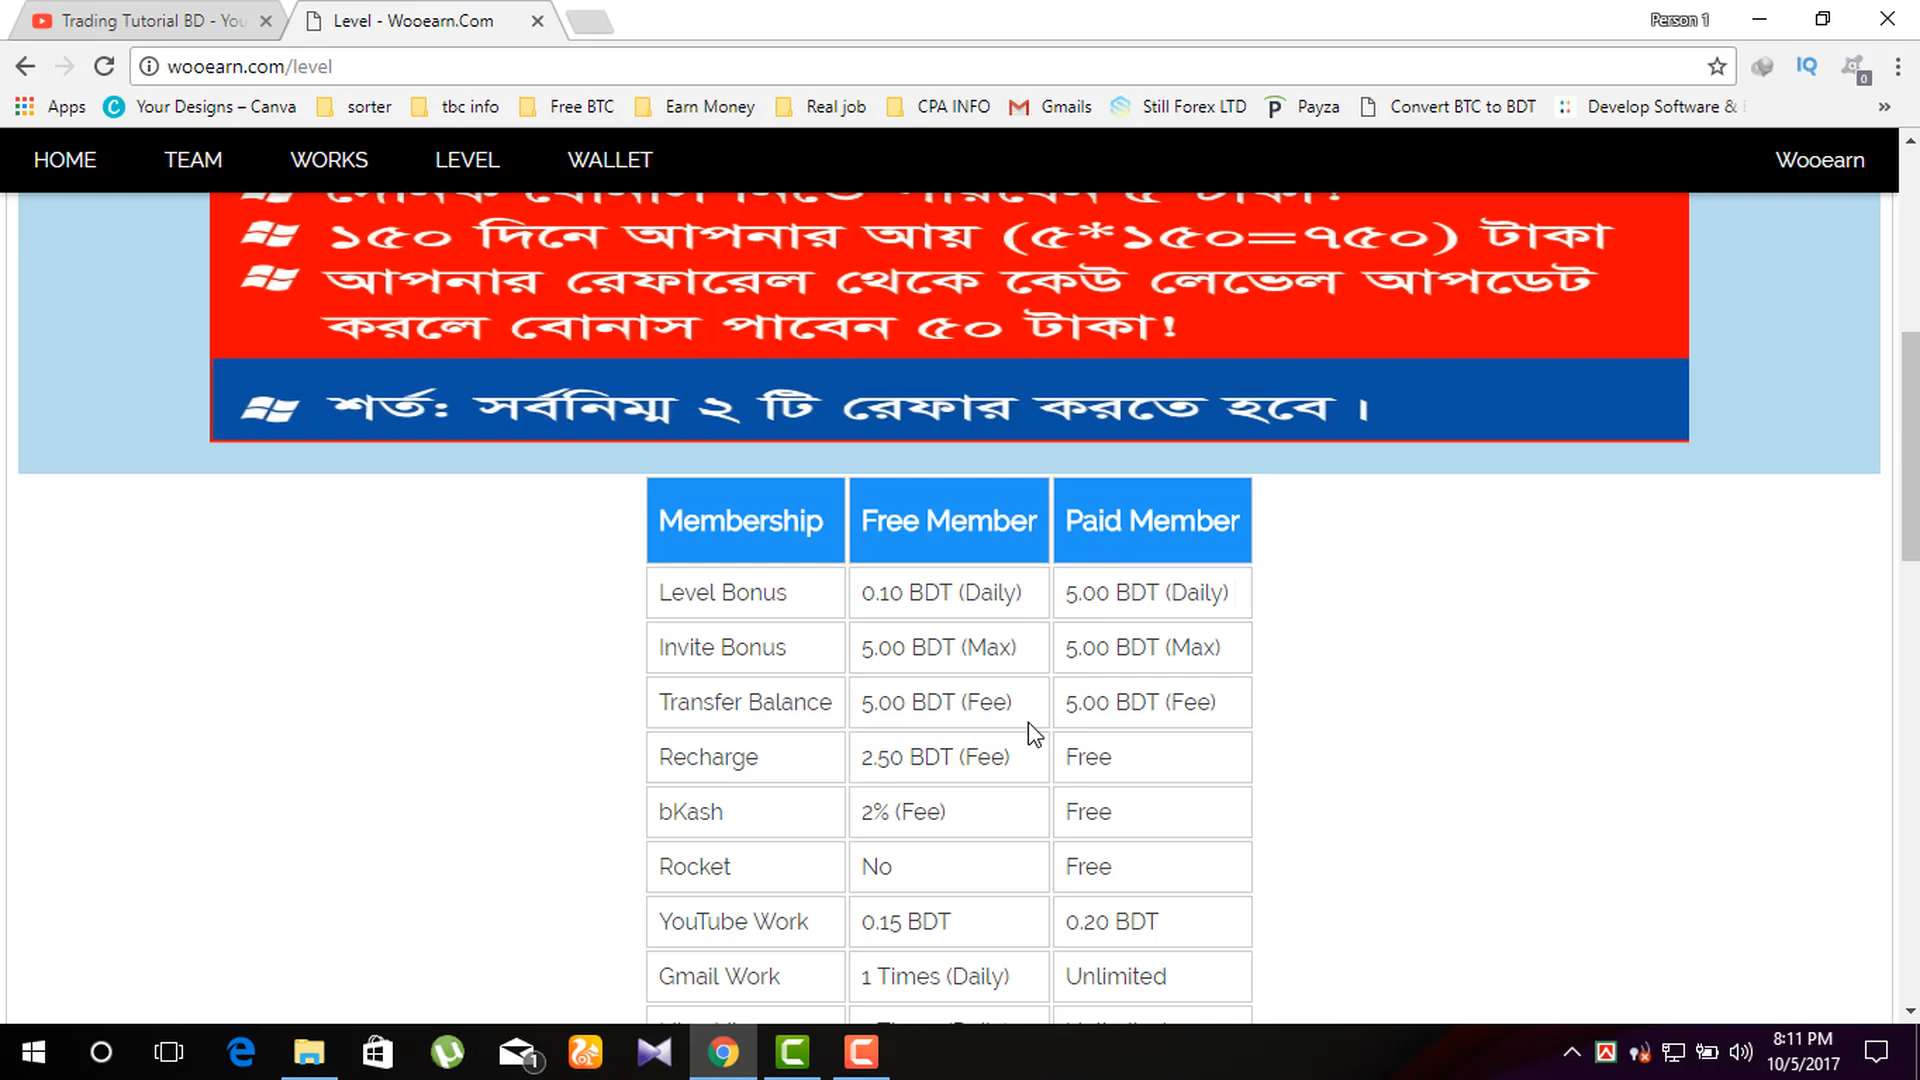 Trading Tutorial BD - You
Level - Wooearn.Com
Person 1
wooearn.com/level
IQ
0
Apps
Your Designes – Canva
sorter
tbc info
Free BTC
Earn Money
Real job
CPA INFO
Gmails
Still Forex LTD
Payza
Convert BTC to BDT
Develop Software &
HOME
TEAM
WORKS
LEVEL
WALLET
Wooearn
১৫০ দিনে আপনার আয় (৫*১৫০=৭৫০) টাকা
আপনার রেফারেল থেকে কেউ লেভেল আপডেট
করলে বোনাস পাবেন ৫০ টাকা!
শর্ত: সর্বনিম্ম ২ টি রেফার করতে হবে ।
Membership Free Member Paid Member
Level Bonus 0.10 BDT (Daily) 5.00 BDT (Daily)
Invite Bonus 5.00 BDT (Max) 5.00 BDT (Max)
Transfer Balance 5.00 BDT (Fee) 5.00 BDT (Fee)
Recharge 2.50 BDT (Fee) Free
bKash 2% (Fee) Free
Rocket No Free
YouTube Work 0.15 BDT 0.20 BDT
Gmail Work 1 Times (Daily) Unlimited
1
8:11 PM
10/5/2017